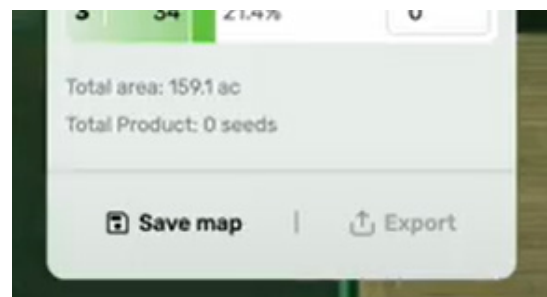 3 34 21.4% 0
Total area: 159.1 ac
Total Product: 0 seeds
Save map | Export